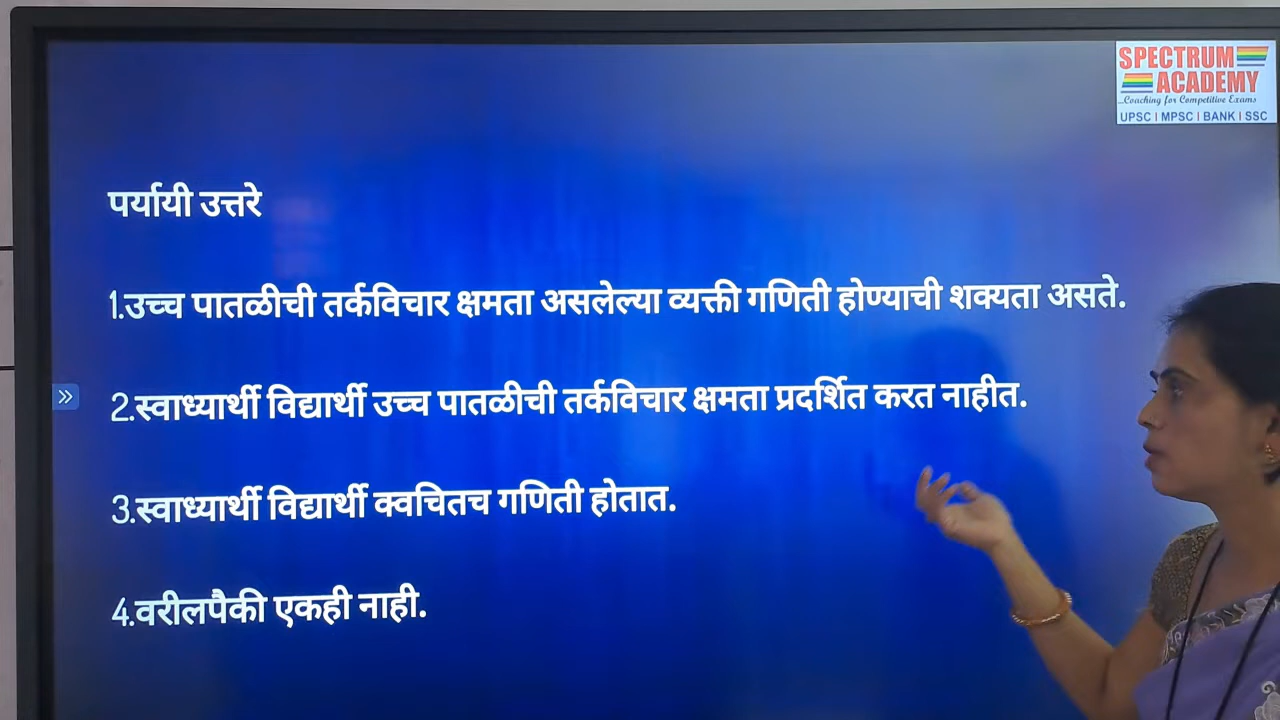 SPECTRUM
ACADEMY
...Coaching for Competitive Exams
UPSC | MPSC | BANK | SSC
पर्यायी उत्तरे
1.उच्च पातळीची तर्कविचार क्षमता असलेल्या व्यक्ती गणिती होण्याची शक्यता असते.
2.स्वाध्यार्थी विद्यार्थी उच्च पातळीची तर्कविचार क्षमता प्रदर्शित करत नाहीत.
3.स्वाध्यार्थी विद्यार्थी क्वचितच गणिती होतात.
4.वरीलपैकी एकही नाही.